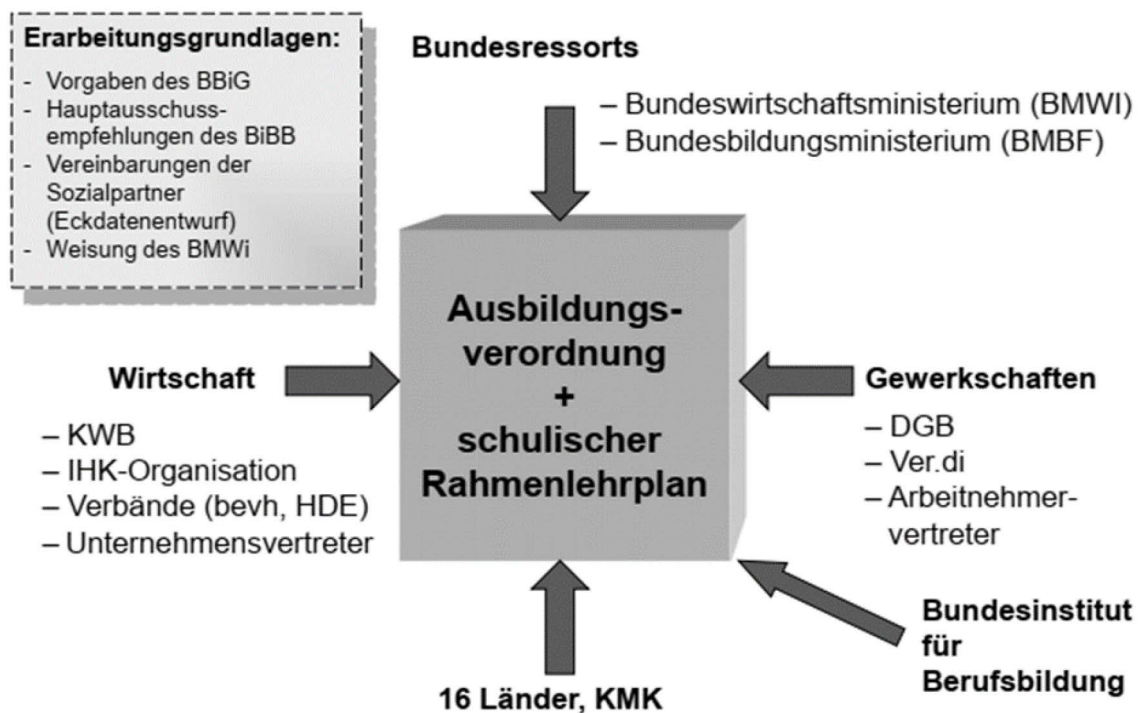 Erarbeitungsgrundlagen:
- Vorgaben des BBiG
- Hauptausschuss-
empfehlungen des BiBB
- Vereinbarungen der
Sozialpartner
(Eckdatenentwurf)
- Weisung des BMWi
Bundesressorts
– Bundeswirtschaftsministerium (BMWI)
– Bundesbildungsministerium (BMBF)
Ausbildungs-
verordnung
+
schulischer
Rahmenlehrplan
Wirtschaft
– KWB
– IHK-Organisation
– Verbände (bevh, HDE)
– Unternehmensvertreter
Gewerkschaften
– DGB
– Ver.di
– Arbeitnehmer-
vertreter
Bundesinstitut
für
Berufsbildung
16 Länder, KMK